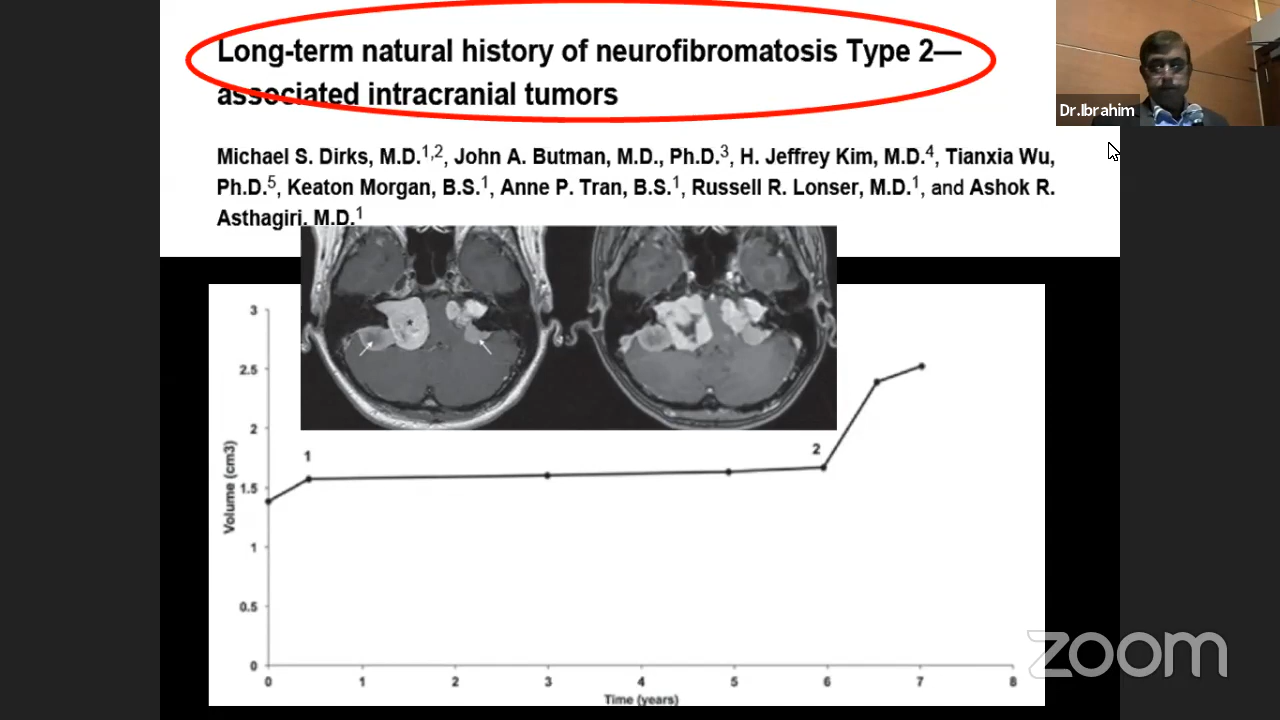 Long-term natural history of neurofibromatosis Type 2—
associated intracranial tumors
Michael S. Dirks, M.D.1,2, John A. Butman, M.D., Ph.D.3, H. Jeffrey Kim, M.D.4, Tianxia Wu,
Ph.D.5, Keaton Morgan, B.S.1, Anne P. Tran, B.S.1, Russell R. Lonser, M.D.1, and Ashok R.
Asthagiri, M.D.1
Dr.Ibrahim
3
2.5
2
1.5
1
0.5
0
Volume (cm3)
1
2
0 1 2 3 4 5 6 7 8
Time (years)
zoom